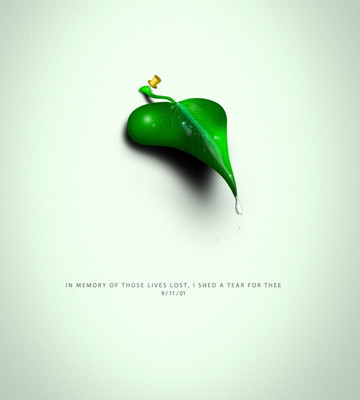 IN MEMORY OF THOSE LIVES LOST, I SHED A TEAR FOR THEE
9/11/01